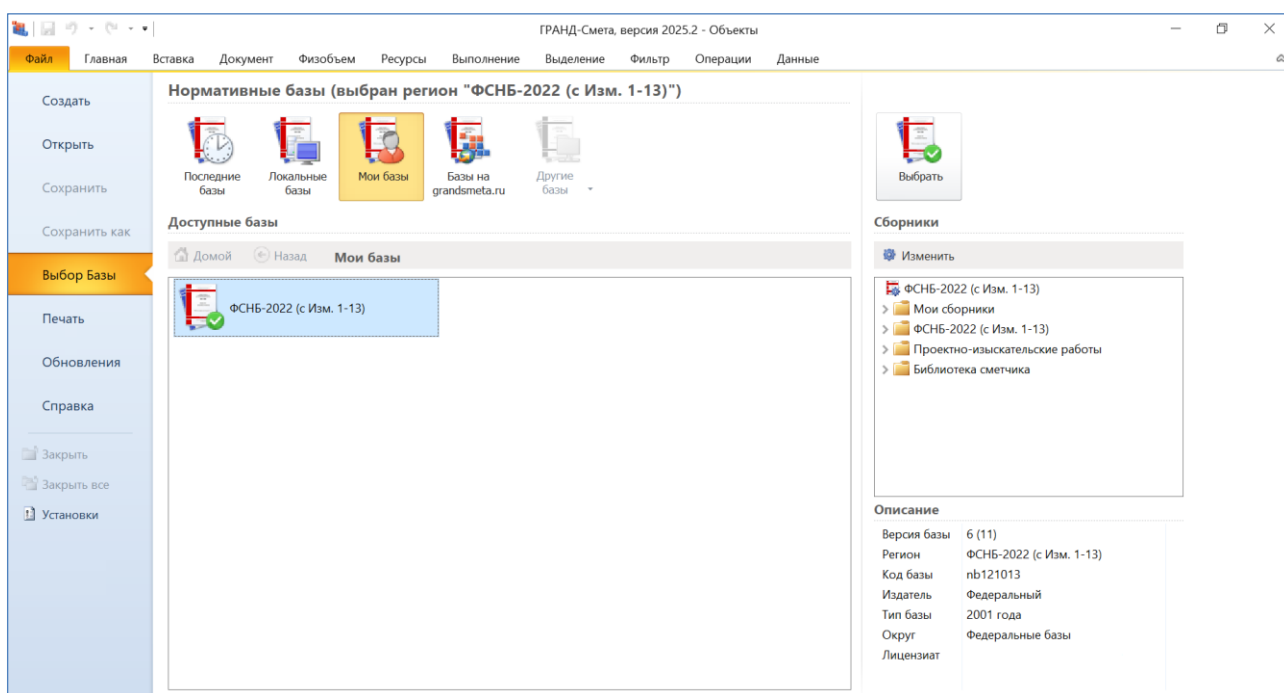 ГРАНД-Смета, версия 2025.2 - Объекты
Файл Главная Вставка Документ Физобъем Ресурсы Выполнение Выделение Фильтр Операции Данные
Создать
Открыть
Сохранить
Сохранить как
Выбор Базы
Печать
Обновления
Справка
Закрыть
Закрыть все
Установки
Нормативные базы (выбран регион "ФСНБ-2022 (с Изм. 1-13)")
Последние базы
Локальные базы
Мои базы
Базы на grandsmeta.ru
Другие базы
Доступные базы
Домой Назад Мои базы
ФСНБ-2022 (с Изм. 1-13)
Выбрать
Сборники
Изменить
ФСНБ-2022 (с Изм. 1-13)
Мои сборники
ФСНБ-2022 (с Изм. 1-13)
Проектно-изыскательские работы
Библиотека сметчика
Описание
Версия базы 6 (11)
Регион ФСНБ-2022 (с Изм. 1-13)
Код базы nb121013
Издатель Федеральный
Тип базы 2001 года
Округ Федеральные базы
Лицензиат